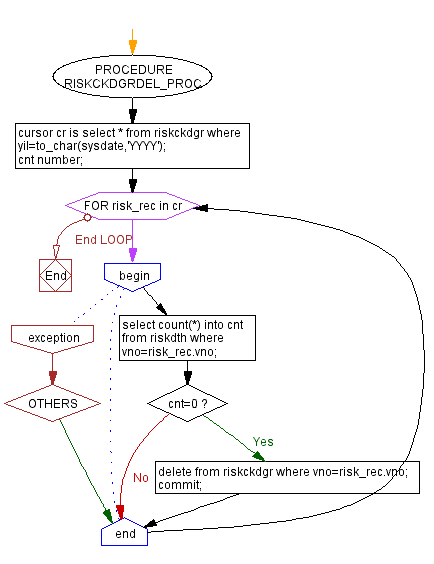 PROCEDURE
RISKCKDGRDEL_PROC
cursor cr is select * from riskckdgr where
yil=to_char(sysdate,'YYYY');
cnt number;
FOR risk_rec in cr
End LOOP
End
begin
exception
select count(*) into cnt
from riskdth where
vno=risk_rec.vno;
OTHERS
cnt=0 ?
Yes
No
delete from riskckdgr where vno=risk_rec.vno;
commit;
end